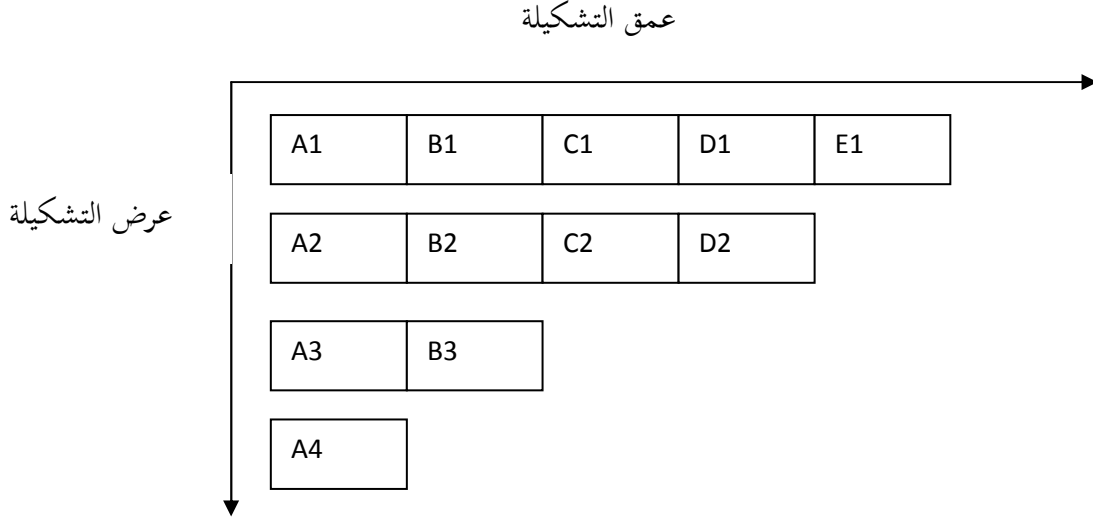 عمق التشكيلة
A1 B1 C1 D1 E1
عرض التشكيلة
A2 B2 C2 D2
A3 B3
A4